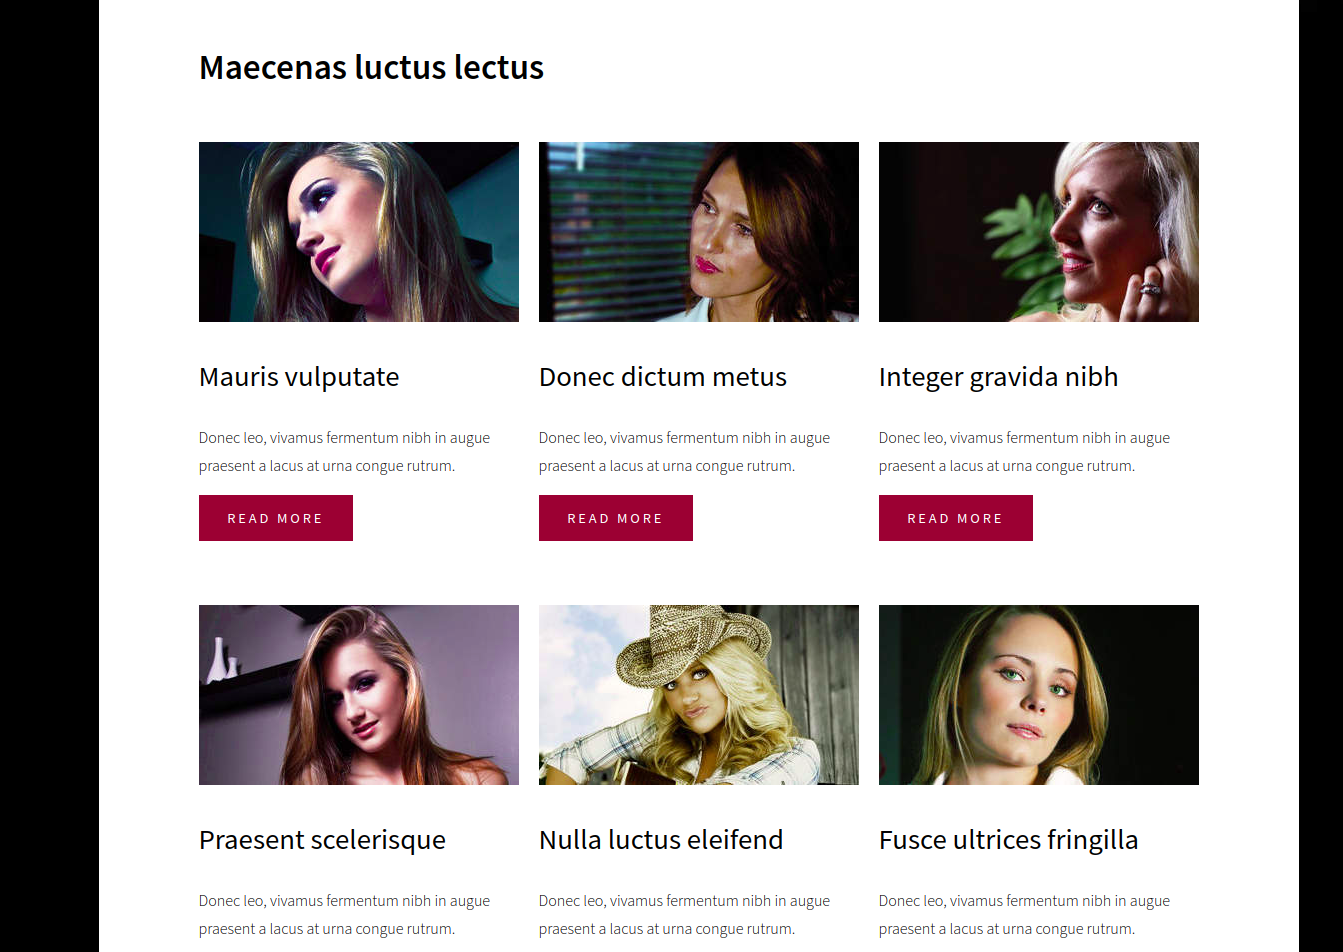 Maecenas luctus lectus
Mauris vulputate
Donec leo, vivamus fermentum nibh in augue
praesent a lacus at urna congue rutrum.
READ MORE
Donec dictum metus
Donec leo, vivamus fermentum nibh in augue
praesent a lacus at urna congue rutrum.
READ MORE
Integer gravida nibh
Donec leo, vivamus fermentum nibh in augue
praesent a lacus at urna congue rutrum.
READ MORE
Praesent scelerisque
Donec leo, vivamus fermentum nibh in augue
praesent a lacus at urna congue rutrum.
Nulla luctus eleifend
Donec leo, vivamus fermentum nibh in augue
praesent a lacus at urna congue rutrum.
Fusce ultrices fringilla
Donec leo, vivamus fermentum nibh in augue
praesent a lacus at urna congue rutrum.